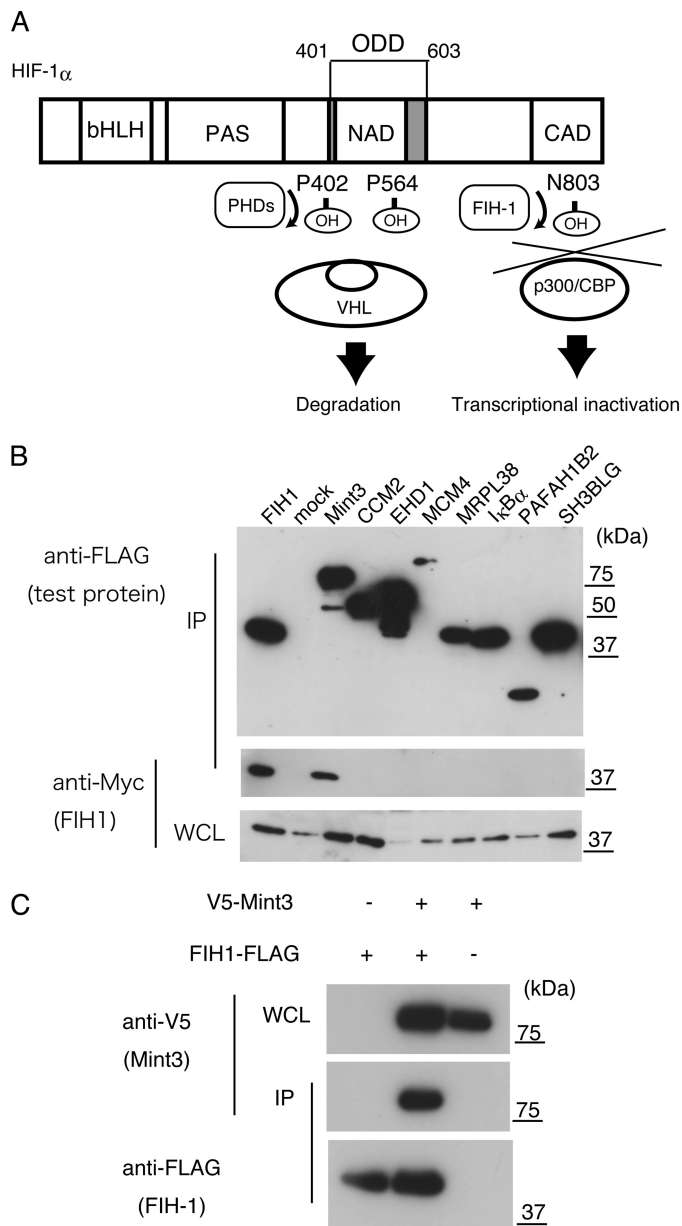 A
401 ODD 603
HIF-1α
bHLH PAS NAD CAD
P402 P564 N803
PHDs OH OH FIH-1 OH
VHL p300/CBP
Degradation Transcriptional inactivation
B
FIH1 mock Mint3 CCM2 EHD1 MCM4 MRPL38 IκBα PAFAH1B2 SH3BLG
(kDa)
anti-FLAG
(test protein)
IP
75
50
37
anti-Myc
(FIH1)
37
WCL
37
C
V5-Mint3 - + +
FIH1-FLAG + + -
(kDa)
anti-V5
(Mint3)
WCL
75
IP
75
anti-FLAG
(FIH-1)
37